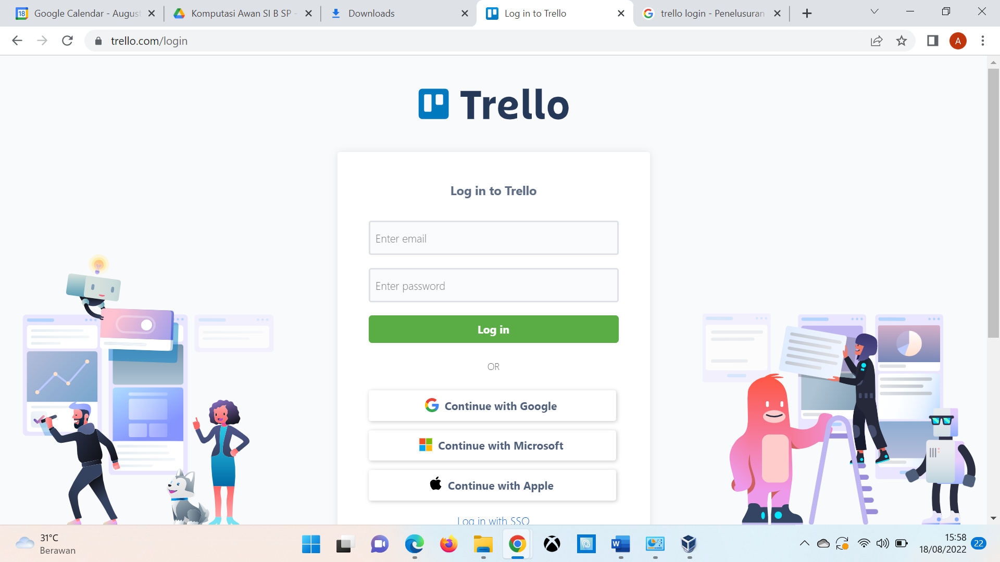 18 Google Calendar - August
Komputasi Awan SI B SP -
Downloads
Log in to Trello
trello login - Penelusuran
trello.com/login
A
Trello
Log in to Trello
Enter email
Enter password
Log in
OR
Continue with Google
Continue with Microsoft
Continue with Apple
Log in with SSO
31°C
Berawan
W
15:58
18/08/2022
22